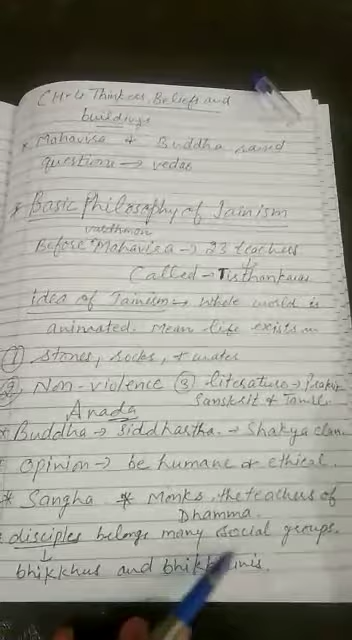 CH-4 Thinkers, Beliefs and
buildings
* Mahavira & Buddha raised
questions → vedas
* Basic Philosophy of Jainism
vardhman
Before Mahavira → 23 teachers
Called → Tirthankaras
idea of Jainism → Whole world is
animated. Mean life exists in
① Stones, rocks, & water
② Non-violence ③ literature → Prakrit
Sanskrit & Tamil.
* Buddha → Siddhartha. → Shakya clan.
* Opinion → be humane or ethical.
* Sangha * Monks, the teachers of
Dhamma.
* disciples belongs many social groups.
↓
bhikkhus and bhikkhunis.